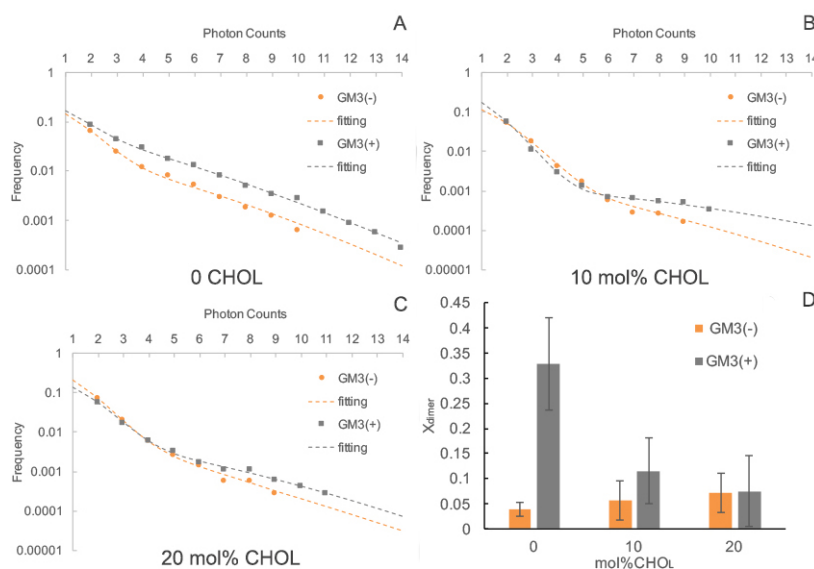 A
Photon Counts
1 2 3 4 5 6 7 8 9 10 11 12 13 14
1
0.1
0.01
0.001
0.0001
Frequency
GM3(-)
fitting
GM3(+)
fitting
0 CHOL
B
Photon Counts
1 2 3 4 5 6 7 8 9 10 11 12 13 14
1
0.1
0.01
0.001
0.0001
0.00001
Frequency
GM3(-)
fitting
GM3(+)
fitting
10 mol% CHOL
C
Photon Counts
1 2 3 4 5 6 7 8 9 10 11 12 13 14
1
0.1
0.01
0.001
0.0001
0.00001
Frequency
GM3(-)
fitting
GM3(+)
fitting
20 mol% CHOL
D
0.45
0.4
0.35
0.3
0.25
0.2
0.15
0.1
0.05
0
Xdimer
GM3(-)
GM3(+)
0 10 20
mol%CHOL